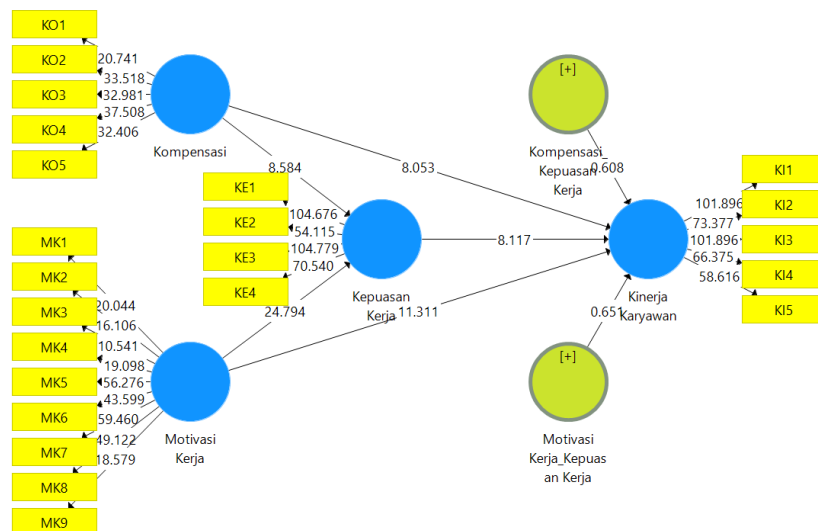 KO1
KO2
KO3
KO4
KO5
20.741
33.518
32.981
37.508
32.406
Kompensasi
8.584
8.053
[+]
Kompensasi_
Kepuasan
Kerja
0.608
KE1
KE2
KE3
KE4
104.676
54.115
104.779
70.540
Kepuasan
Kerja
8.117
KI1
KI2
KI3
KI4
KI5
101.896
73.377
101.896
66.375
58.616
Kinerja
Karyawan
MK1
MK2
MK3
MK4
MK5
MK6
MK7
MK8
MK9
20.044
16.106
10.541
19.098
56.276
43.599
59.460
49.122
18.579
Motivasi
Kerja
24.794
11.311
0.651
[+]
Motivasi
Kerja_Kepuas
an Kerja